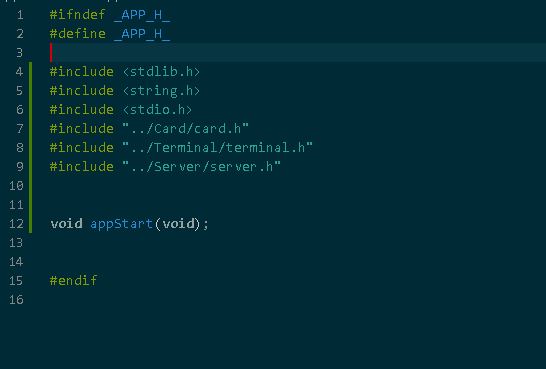 1 #ifndef _APP_H_
2 #define _APP_H_
3
4 #include <stdlib.h>
5 #include <string.h>
6 #include <stdio.h>
7 #include "../Card/card.h"
8 #include "../Terminal/terminal.h"
9 #include "../Server/server.h"
10
11
12 void appStart(void);
13
14
15 #endif
16